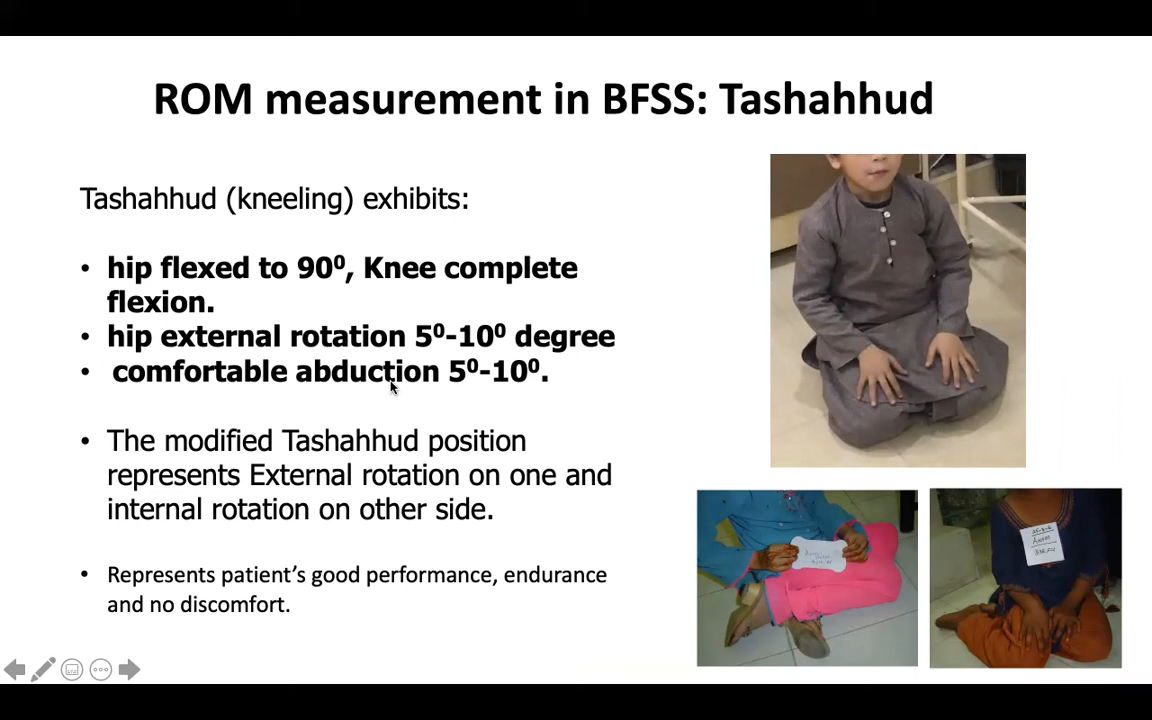 ROM measurement in BFSS: Tashahhud
Tashahhud (kneeling) exhibits:
• hip flexed to 90⁰, Knee complete
flexion.
• hip external rotation 5⁰-10⁰ degree
• comfortable abduction 5⁰-10⁰.
• The modified Tashahhud position
represents External rotation on one and
internal rotation on other side.
• Represents patient’s good performance, endurance
and no discomfort.